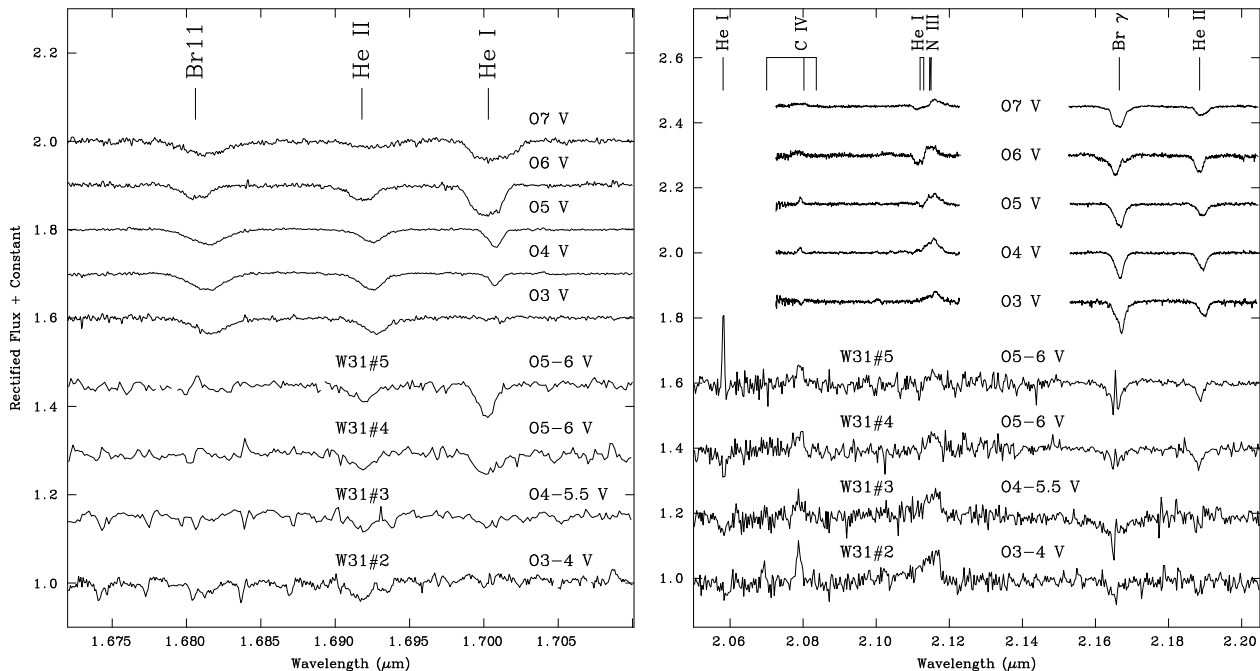 Rectified Flux + Constant
2.2
2.0
1.8
1.6
1.4
1.2
1.0
Br11
He II
He I
O7 V
O6 V
O5 V
O4 V
O3 V
W31#5 O5−6 V
W31#4 O5−6 V
W31#3 O4−5.5 V
W31#2 O3−4 V
1.675 1.680 1.685 1.690 1.695 1.700 1.705
Wavelength (μm)
2.6
2.4
2.2
2.0
1.8
1.6
1.4
1.2
1.0
He I
C IV
He I
N III
Br γ
He II
O7 V
O6 V
O5 V
O4 V
O3 V
W31#5 O5−6 V
W31#4 O5−6 V
W31#3 O4−5.5 V
W31#2 O3−4 V
2.06 2.08 2.10 2.12 2.14 2.16 2.18 2.20
Wavelength (μm)